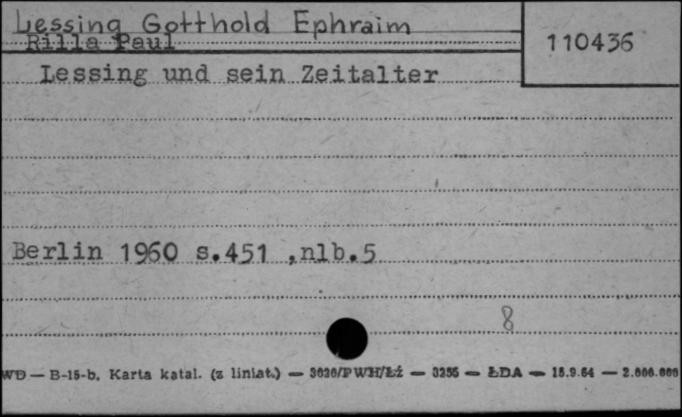 Lessing Gotthold Ephraim
Rilla Paul
110436
Lessing und sein Zeitalter
Berlin 1960 s.451 ,nlb.5
8
WD — B-15-b. Karta katal. (z liniat.) — 3626/PWH/Łź — 3255 — ŁDA — 15.9.64 — 2.000.000